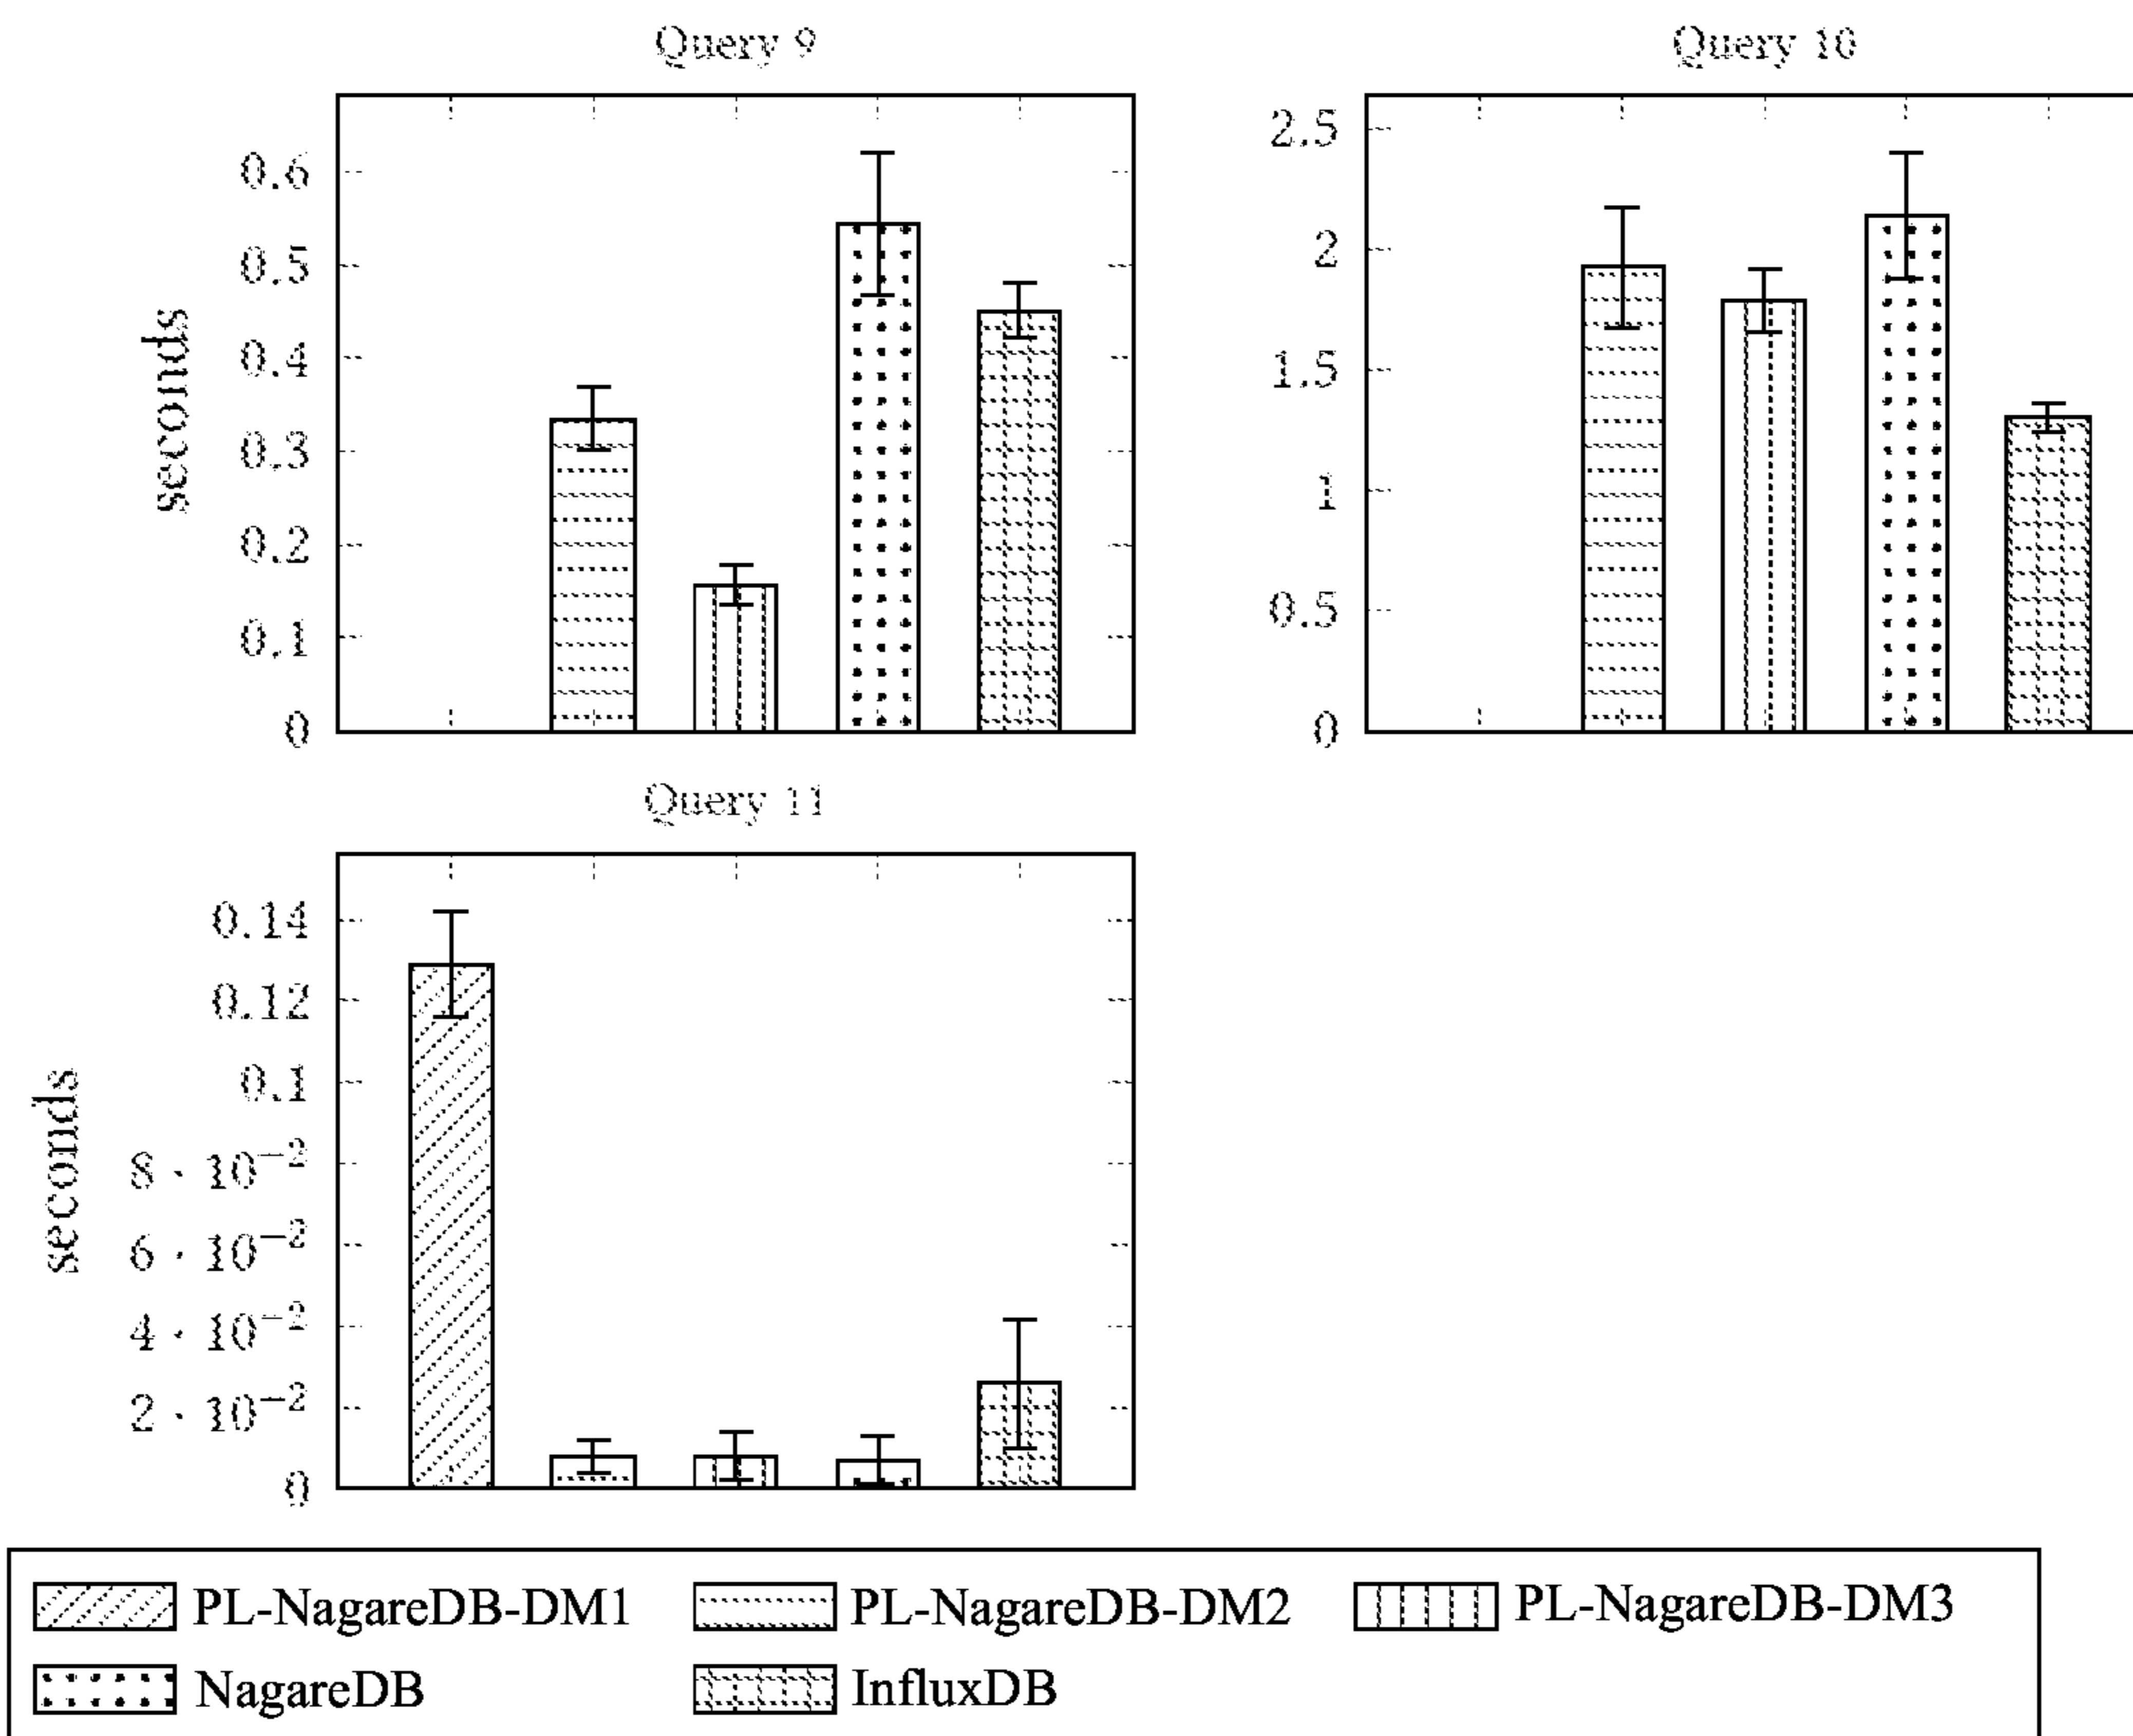 Query 9
0.6
0.5
0.4
0.3
0.2
0.1
0
seconds
Query 10
2.5
2
1.5
1
0.5
0
Query 11
0.14
0.12
0.1
8 · 10⁻²
6 · 10⁻²
4 · 10⁻²
2 · 10⁻²
0
seconds
PL-NagareDB-DM1 PL-NagareDB-DM2 PL-NagareDB-DM3
NagareDB InfluxDB